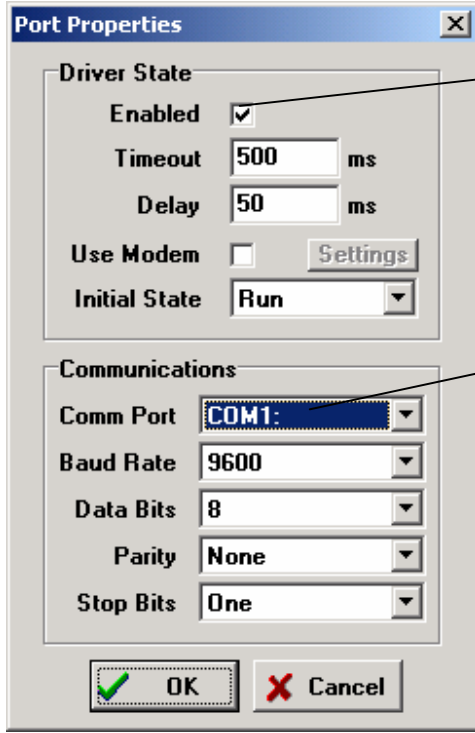 Port Properties
Driver State
Enabled
Timeout 500 ms
Delay 50 ms
Use Modem Settings
Initial State Run
Communications
Comm Port COM1:
Baud Rate 9600
Data Bits 8
Parity None
Stop Bits One
OK Cancel